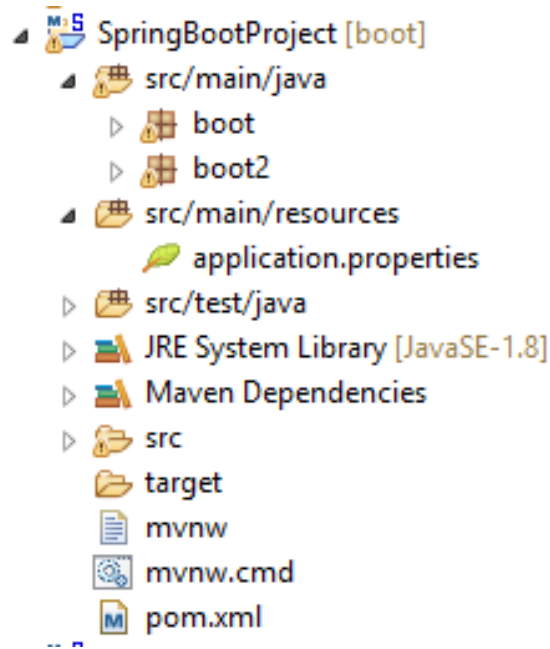 SpringBootProject [boot]
src/main/java
boot
boot2
src/main/resources
application.properties
src/test/java
JRE System Library [JavaSE-1.8]
Maven Dependencies
src
target
mvnw
mvnw.cmd
pom.xml